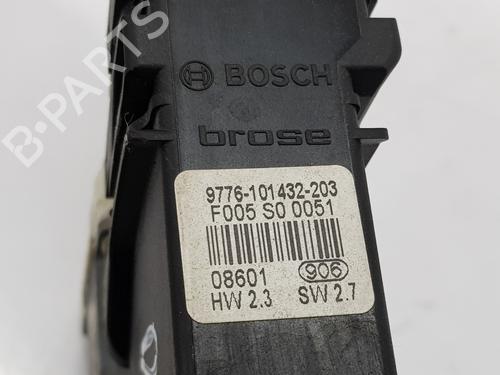 B-PARTS
BOSCH
brose
9776-101432-203
F005 S0 0051
08601 906
HW 2.3 SW 2.7